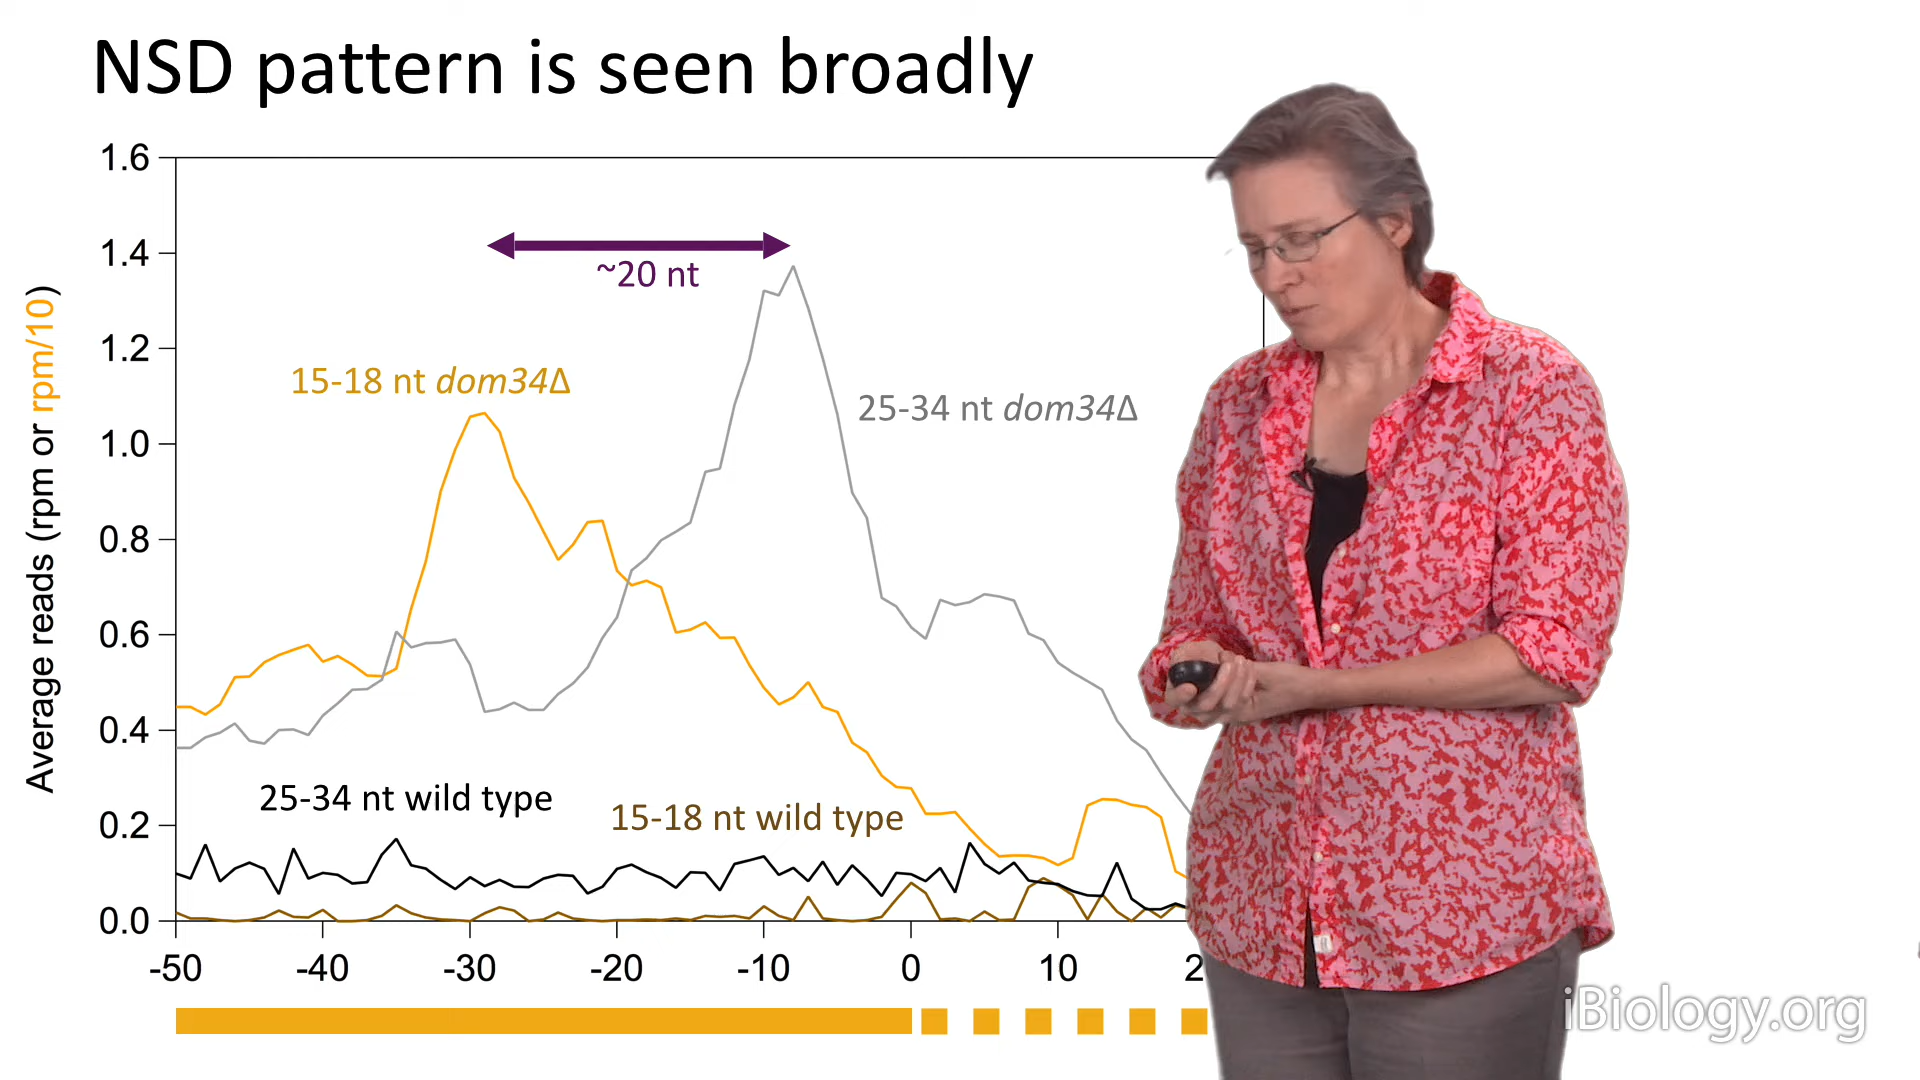 NSD pattern is seen broadly
1.6
1.4
1.2
1.0
0.8
0.6
0.4
0.2
0.0
Average reads (rpm or rpm/10)
~20 nt
15-18 nt dom34Δ
25-34 nt dom34Δ
25-34 nt wild type
15-18 nt wild type
-50 -40 -30 -20 -10 0 10 2
iBiology.org